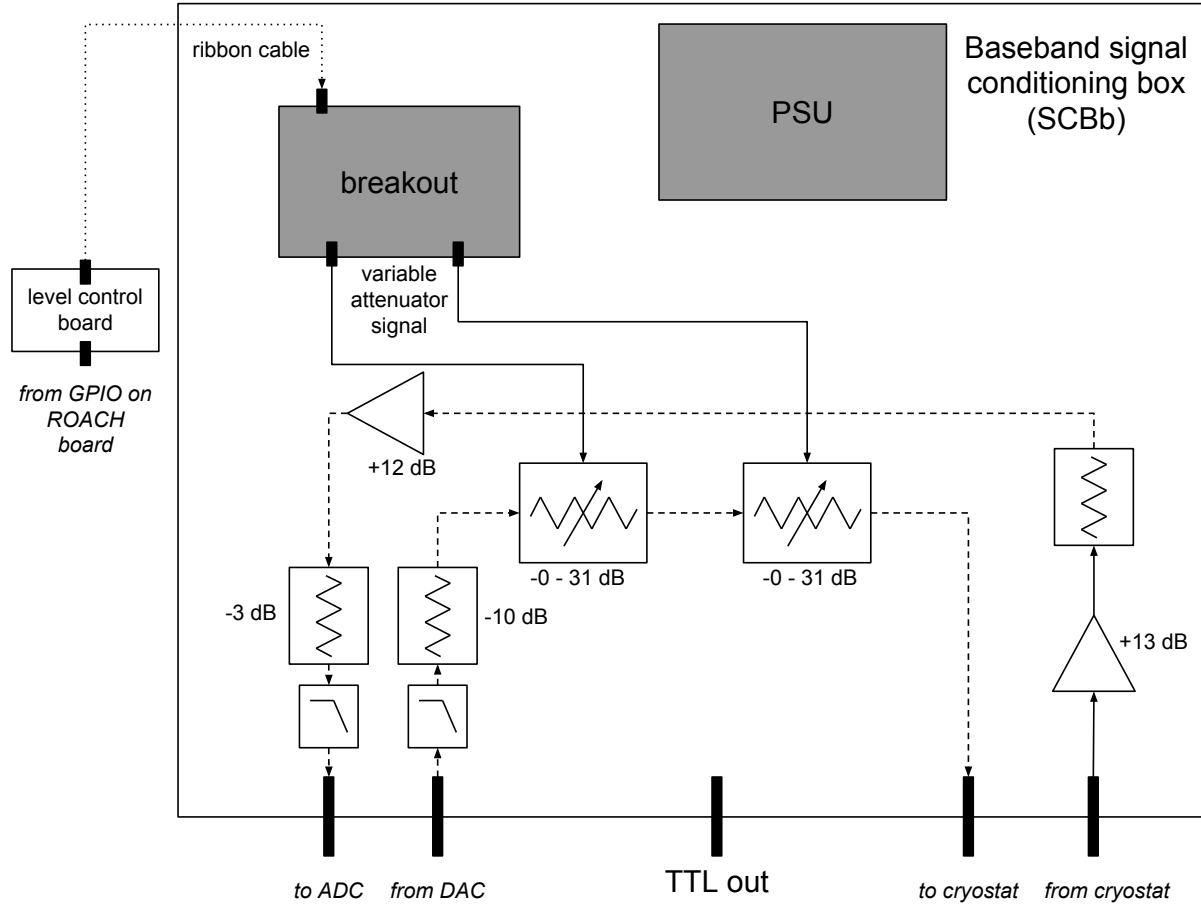 ribbon cable
Baseband signal
conditioning box
(SCBb)
PSU
breakout
variable
attenuator
signal
level control
board
from GPIO on
ROACH
board
+12 dB
-0 - 31 dB
-0 - 31 dB
-3 dB
-10 dB
+13 dB
to ADC
from DAC
TTL out
to cryostat
from cryostat